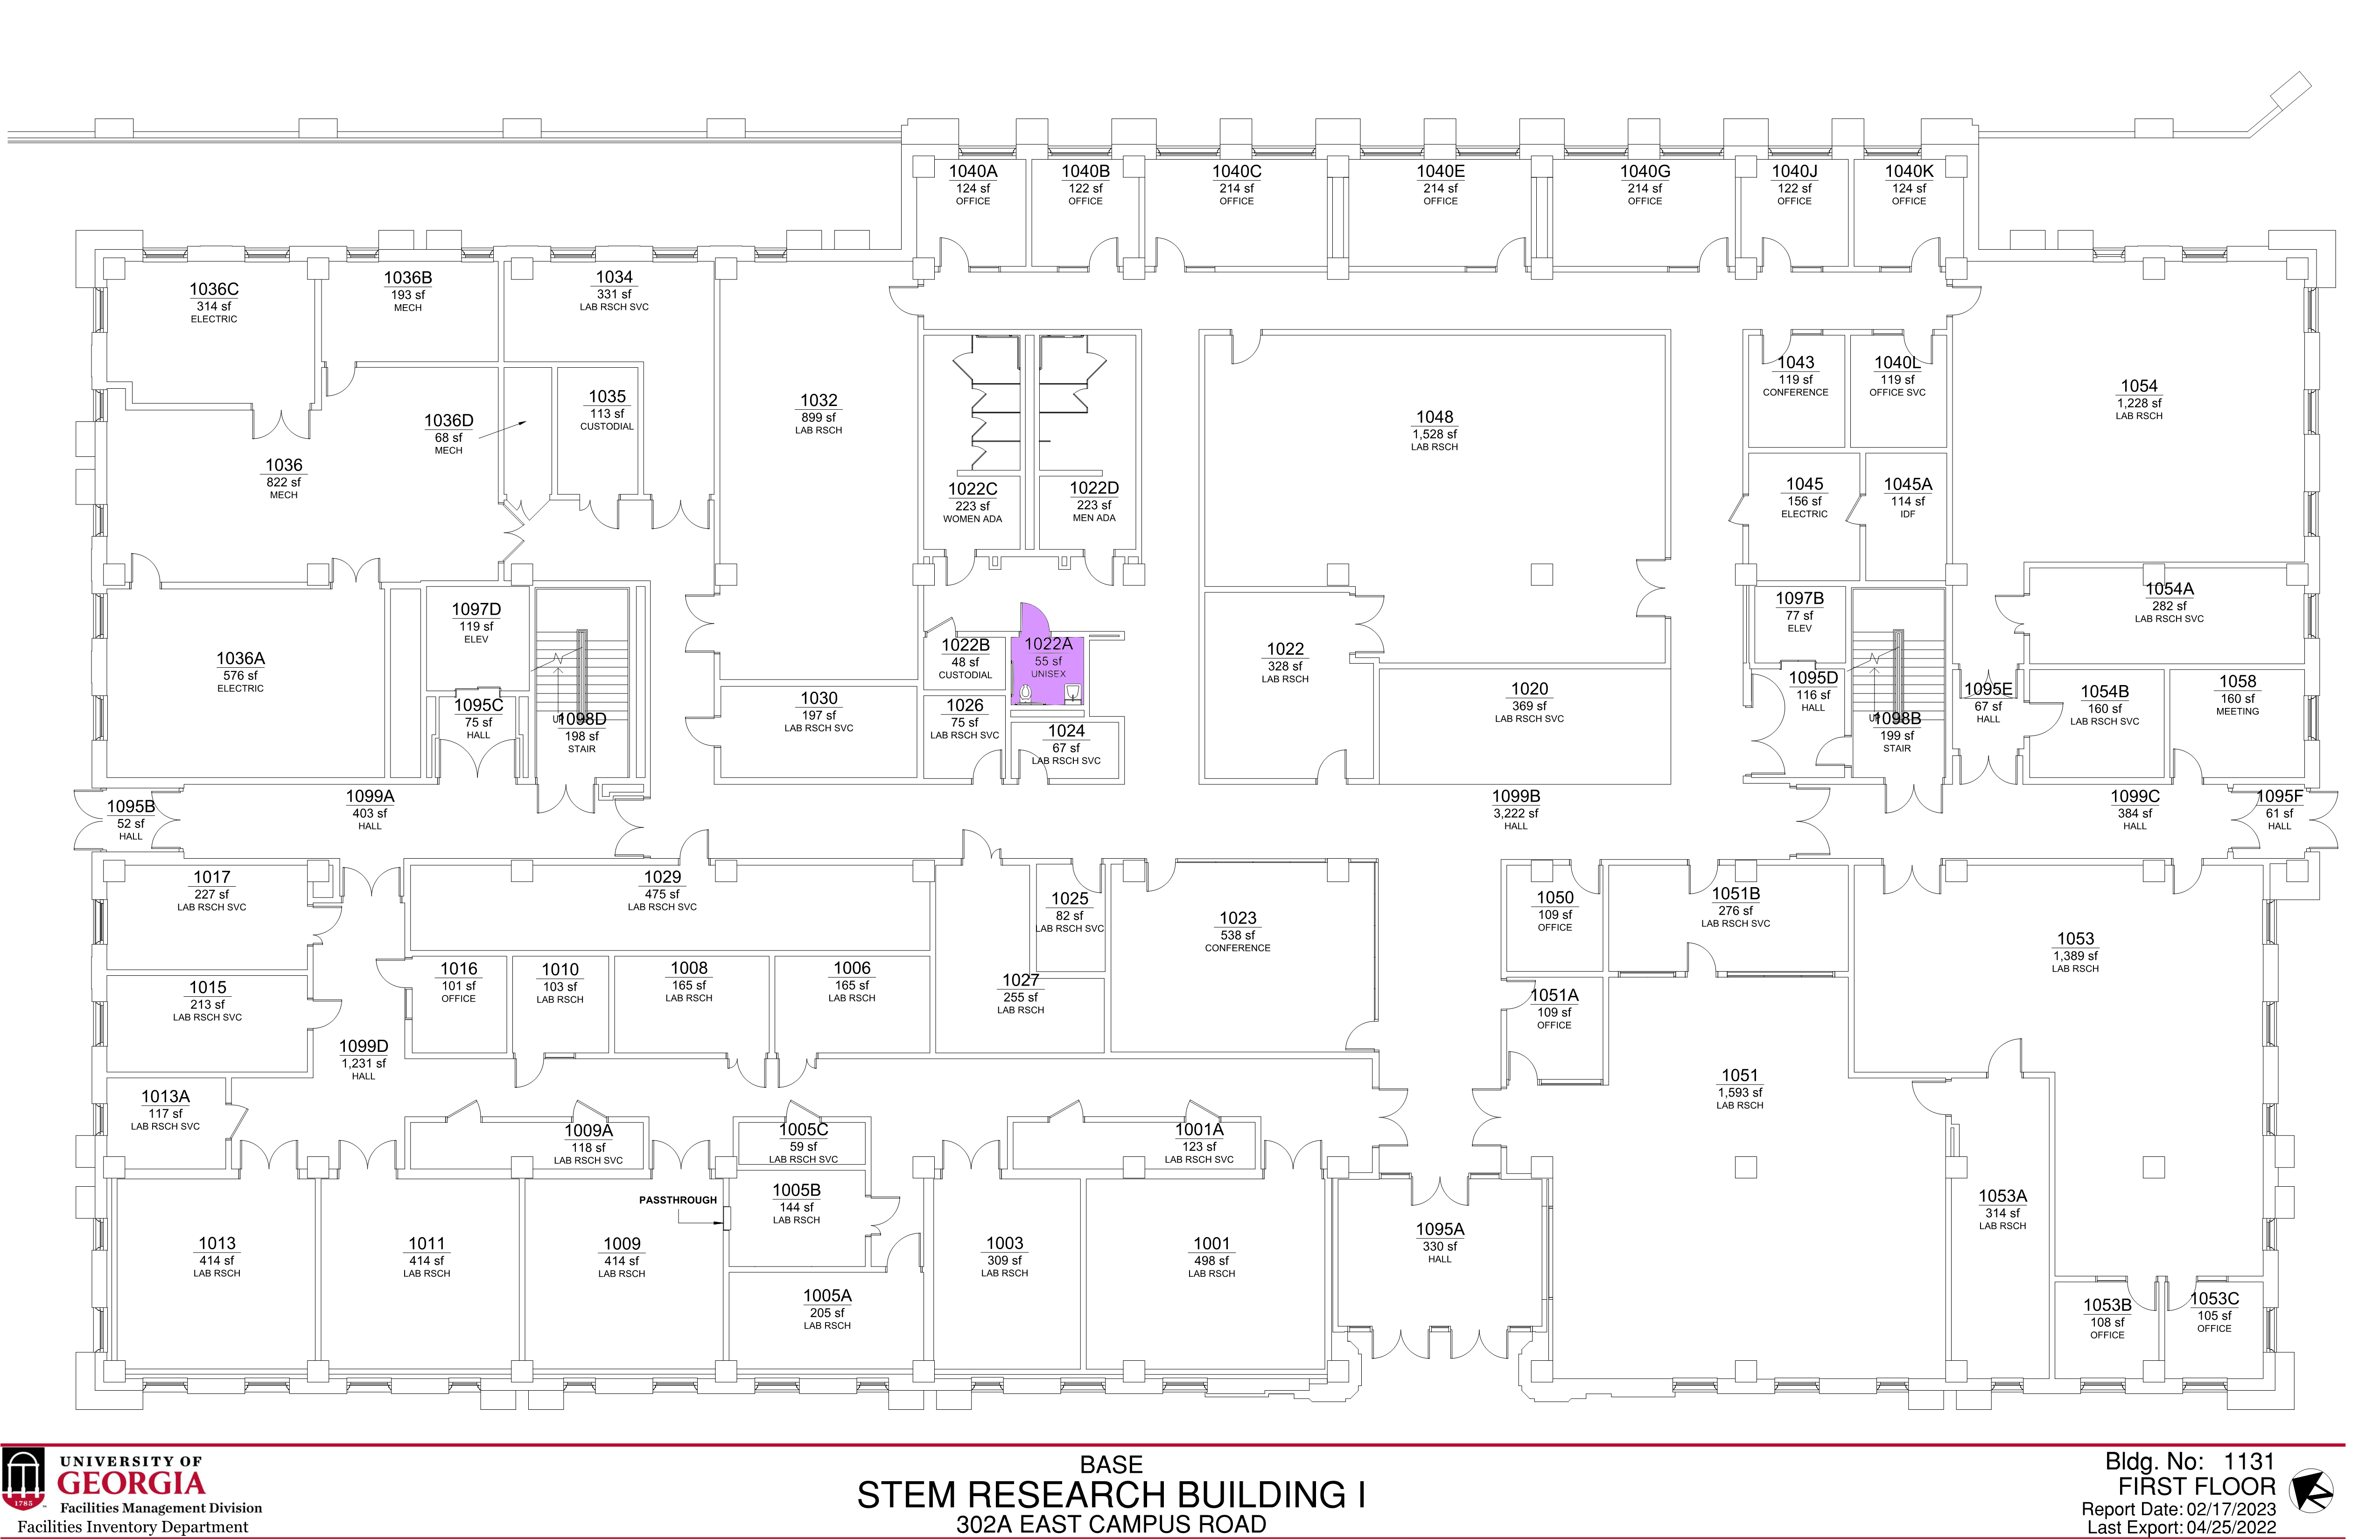 1040A
124 sf
OFFICE
1040B
122 sf
OFFICE
1040C
214 sf
OFFICE
1040E
214 sf
OFFICE
1040G
214 sf
OFFICE
1040J
122 sf
OFFICE
1040K
124 sf
OFFICE
1036C
314 sf
ELECTRIC
1036B
193 sf
MECH
1034
331 sf
LAB RSCH SVC
1036D
68 sf
MECH
1035
113 sf
CUSTODIAL
1032
899 sf
LAB RSCH
1048
1,528 sf
LAB RSCH
1043
119 sf
CONFERENCE
1040L
119 sf
OFFICE SVC
1054
1,228 sf
LAB RSCH
1036
822 sf
MECH
1022C
223 sf
WOMEN ADA
1022D
223 sf
MEN ADA
1045
156 sf
ELECTRIC
1045A
114 sf
IDF
1097D
119 sf
ELEV
1097B
77 sf
ELEV
1054A
282 sf
LAB RSCH SVC
1036A
576 sf
ELECTRIC
1022B
48 sf
CUSTODIAL
1022A
55 sf
UNISEX
1022
328 sf
LAB RSCH
1095C
75 sf
HALL
UP
1098D
198 sf
STAIR
1030
197 sf
LAB RSCH SVC
1026
75 sf
LAB RSCH SVC
1024
67 sf
LAB RSCH SVC
1020
369 sf
LAB RSCH SVC
1095D
116 sf
HALL
UP
1098B
199 sf
STAIR
1095E
67 sf
HALL
1054B
160 sf
LAB RSCH SVC
1058
160 sf
MEETING
1095B
52 sf
HALL
1099A
403 sf
HALL
1099B
3,222 sf
HALL
1099C
384 sf
HALL
1095F
61 sf
HALL
1017
227 sf
LAB RSCH SVC
1029
475 sf
LAB RSCH SVC
1025
82 sf
LAB RSCH SVC
1023
538 sf
CONFERENCE
1050
109 sf
OFFICE
1051B
276 sf
LAB RSCH SVC
1053
1,389 sf
LAB RSCH
1015
213 sf
LAB RSCH SVC
1016
101 sf
OFFICE
1010
103 sf
LAB RSCH
1008
165 sf
LAB RSCH
1006
165 sf
LAB RSCH
1027
255 sf
LAB RSCH
1051A
109 sf
OFFICE
1099D
1,231 sf
HALL
1051
1,593 sf
LAB RSCH
1013A
117 sf
LAB RSCH SVC
1009A
118 sf
LAB RSCH SVC
1005C
59 sf
LAB RSCH SVC
1001A
123 sf
LAB RSCH SVC
PASSTHROUGH
1005B
144 sf
LAB RSCH
1053A
314 sf
LAB RSCH
1013
414 sf
LAB RSCH
1011
414 sf
LAB RSCH
1009
414 sf
LAB RSCH
1003
309 sf
LAB RSCH
1001
498 sf
LAB RSCH
1095A
330 sf
HALL
1005A
205 sf
LAB RSCH
1053B
108 sf
OFFICE
1053C
105 sf
OFFICE
1785
UNIVERSITY OF
GEORGIA
Facilities Management Division
Facilities Inventory Department
BASE
STEM RESEARCH BUILDING I
302A EAST CAMPUS ROAD
Bldg. No: 1131
FIRST FLOOR
Report Date: 02/17/2023
Last Export: 04/25/2022